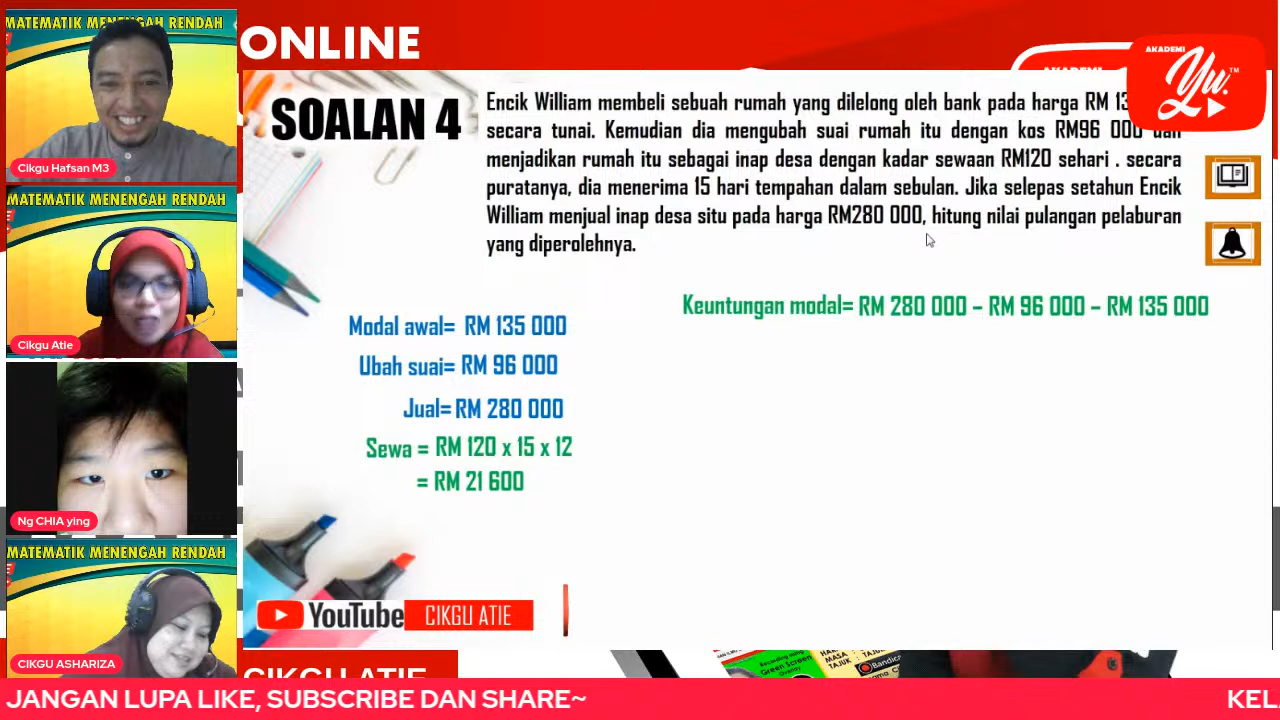 MATEMATIK MENENGAH RENDAH
Cikgu Hafsan M3
MATEMATIK MENENGAH RENDAH
Cikgu Atie
Ng CHIA ying
MATEMATIK MENENGAH RENDAH
CIKGU ASHARIZA
ONLINE
AKADEMI
Yu.™
SOALAN 4
Encik William membeli sebuah rumah yang dilelong oleh bank pada harga RM
secara tunai. Kemudian dia mengubah suai rumah itu dengan kos RM96 000 dan
menjadikan rumah itu sebagai inap desa dengan kadar sewaan RM120 sehari . secara
puratanya, dia menerima 15 hari tempahan dalam sebulan. Jika selepas setahun Encik
William menjual inap desa situ pada harga RM280 000, hitung nilai pulangan pelaburan
yang diperolehnya.
Keuntungan modal= RM 280 000 – RM 96 000 – RM 135 000
Modal awal= RM 135 000
Ubah suai= RM 96 000
Jual= RM 280 000
Sewa = RM 120 x 15 x 12
= RM 21 600
YouTube CIKGU ATIE
CIKGU ATIE
JANGAN LUPA LIKE, SUBSCRIBE DAN SHARE~